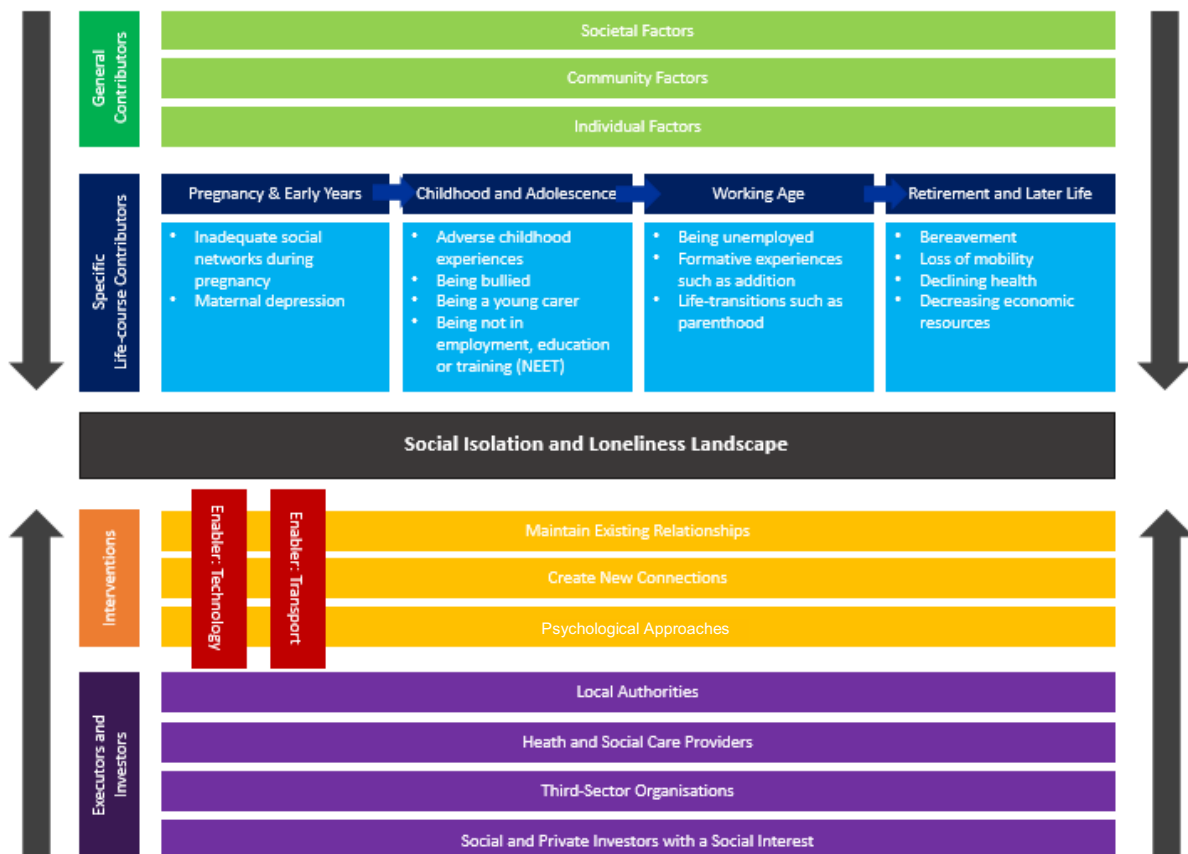 General
Contributors
Societal Factors
Community Factors
Individual Factors
Specific
Life-course Contributors
Pregnancy & Early Years
Childhood and Adolescence
Working Age
Retirement and Later Life
• Inadequate social
networks during
pregnancy
• Maternal depression
• Adverse childhood
experiences
• Being bullied
• Being a young carer
• Being not in
employment, education
or training (NEET)
• Being unemployed
• Formative experiences
such as addition
• Life-transitions such as
parenthood
• Bereavement
• Loss of mobility
• Declining health
• Decreasing economic
resources
Social Isolation and Loneliness Landscape
Interventions
Enabler: Technology
Enabler: Transport
Maintain Existing Relationships
Create New Connections
Psychological Approaches
Executors and
Investors
Local Authorities
Heath and Social Care Providers
Third-Sector Organisations
Social and Private Investors with a Social Interest